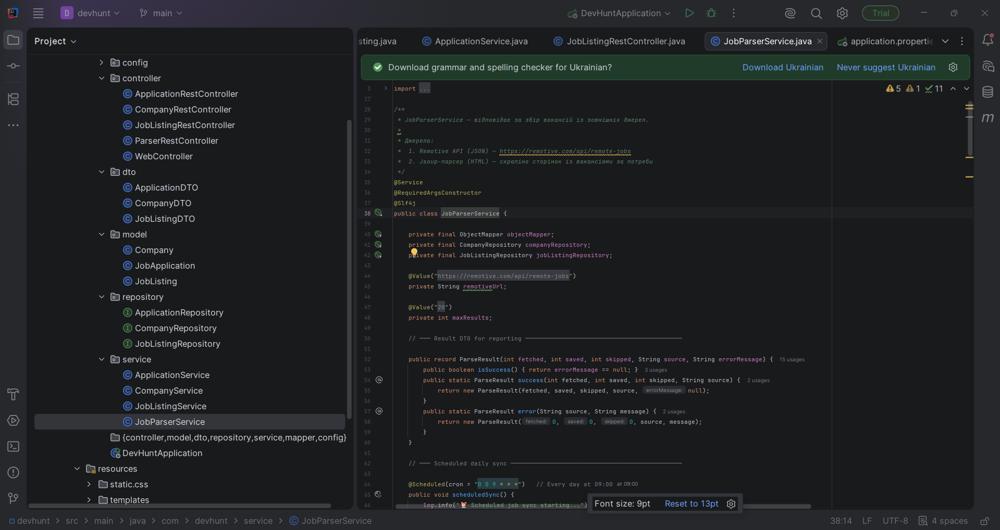 D devhunt main DevHuntApplication Trial
Project
config
controller
ApplicationRestController
CompanyRestController
JobListingRestController
ParserRestController
WebController
dto
ApplicationDTO
CompanyDTO
JobListingDTO
model
Company
JobApplication
JobListing
repository
ApplicationRepository
CompanyRepository
JobListingRepository
service
ApplicationService
CompanyService
JobListingService
JobParserService
{controller,model,dto,repository,service,mapper,config}
DevHuntApplication
resources
static.css
templates
sting.java ApplicationService.java JobListingRestController.java JobParserService.java application.properti
Download grammar and spelling checker for Ukrainian? Download Ukrainian Never suggest Ukrainian
5 1 11
3 import ...
27
28 /**
29 * JobParserService — відповідає за збір вакансій із зовнішніх джерел.
30 *
31 * Джерела:
32 * 1. Remotive API (JSON) — https://remotive.com/api/remote-jobs
33 * 2. Jsoup-парсер (HTML) — скрапінг сторінок із вакансіями за потреби
34 */
35 @Service
36 @RequiredArgsConstructor
37 @Slf4j
38 public class JobParserService {
39
40 private final ObjectMapper objectMapper;
41 private final CompanyRepository companyRepository;
42 private final JobListingRepository jobListingRepository;
43
44 @Value("https://remotive.com/api/remote-jobs")
45 private String remotiveUrl;
46
47 @Value("20")
48 private int maxResults;
49
50 // ─── Result DTO for reporting ───────────────────────────────────────────
51
52 public record ParseResult(int fetched, int saved, int skipped, String source, String errorMessage) { 15 usages
53 public boolean isSuccess() { return errorMessage == null; } 3 usages
54 public static ParseResult success(int fetched, int saved, int skipped, String source) { 2 usages
55 return new ParseResult(fetched, saved, skipped, source, errorMessage: null);
56 }
57 public static ParseResult error(String source, String message) { 2 usages
58 return new ParseResult( fetched: 0, saved: 0, skipped: 0, source, message);
59 }
60 }
61
62 // ─── Scheduled daily sync ───────────────────────────────────────────────
63
64 @Scheduled(cron = "0 0 9 * * *") // Every day at 09:00 at 09:00
65 public void scheduledSync() {
66 log.info("⏰ Scheduled job sync starting...")
Font size: 9pt Reset to 13pt
devhunt > src > main > java > com > devhunt > service > JobParserService 38:14 LF UTF-8 4 spaces